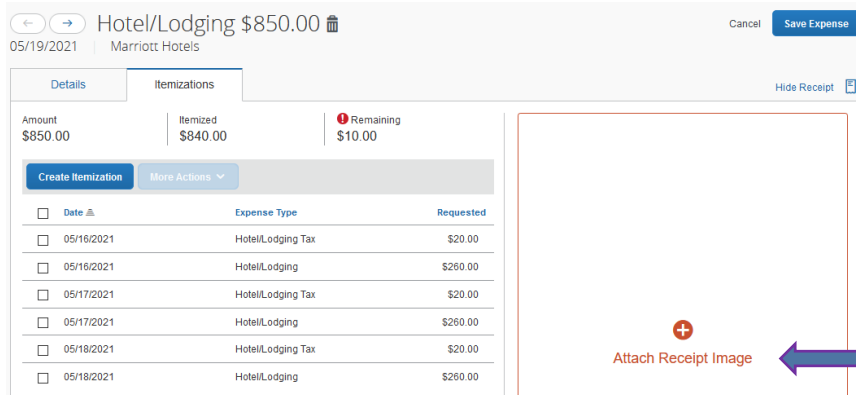 Hotel/Lodging $850.00
Cancel
Save Expense
05/19/2021
Marriott Hotels
Details
Itemizations
Hide Receipt
Amount
Itemized
Remaining
$850.00
$840.00
$10.00
Create Itemization
More Actions
Date
Expense Type
Requested
05/16/2021 Hotel/Lodging Tax $20.00
05/16/2021 Hotel/Lodging $260.00
05/17/2021 Hotel/Lodging Tax $20.00
05/17/2021 Hotel/Lodging $260.00
05/18/2021 Hotel/Lodging Tax $20.00
05/18/2021 Hotel/Lodging $260.00
Attach Receipt Image